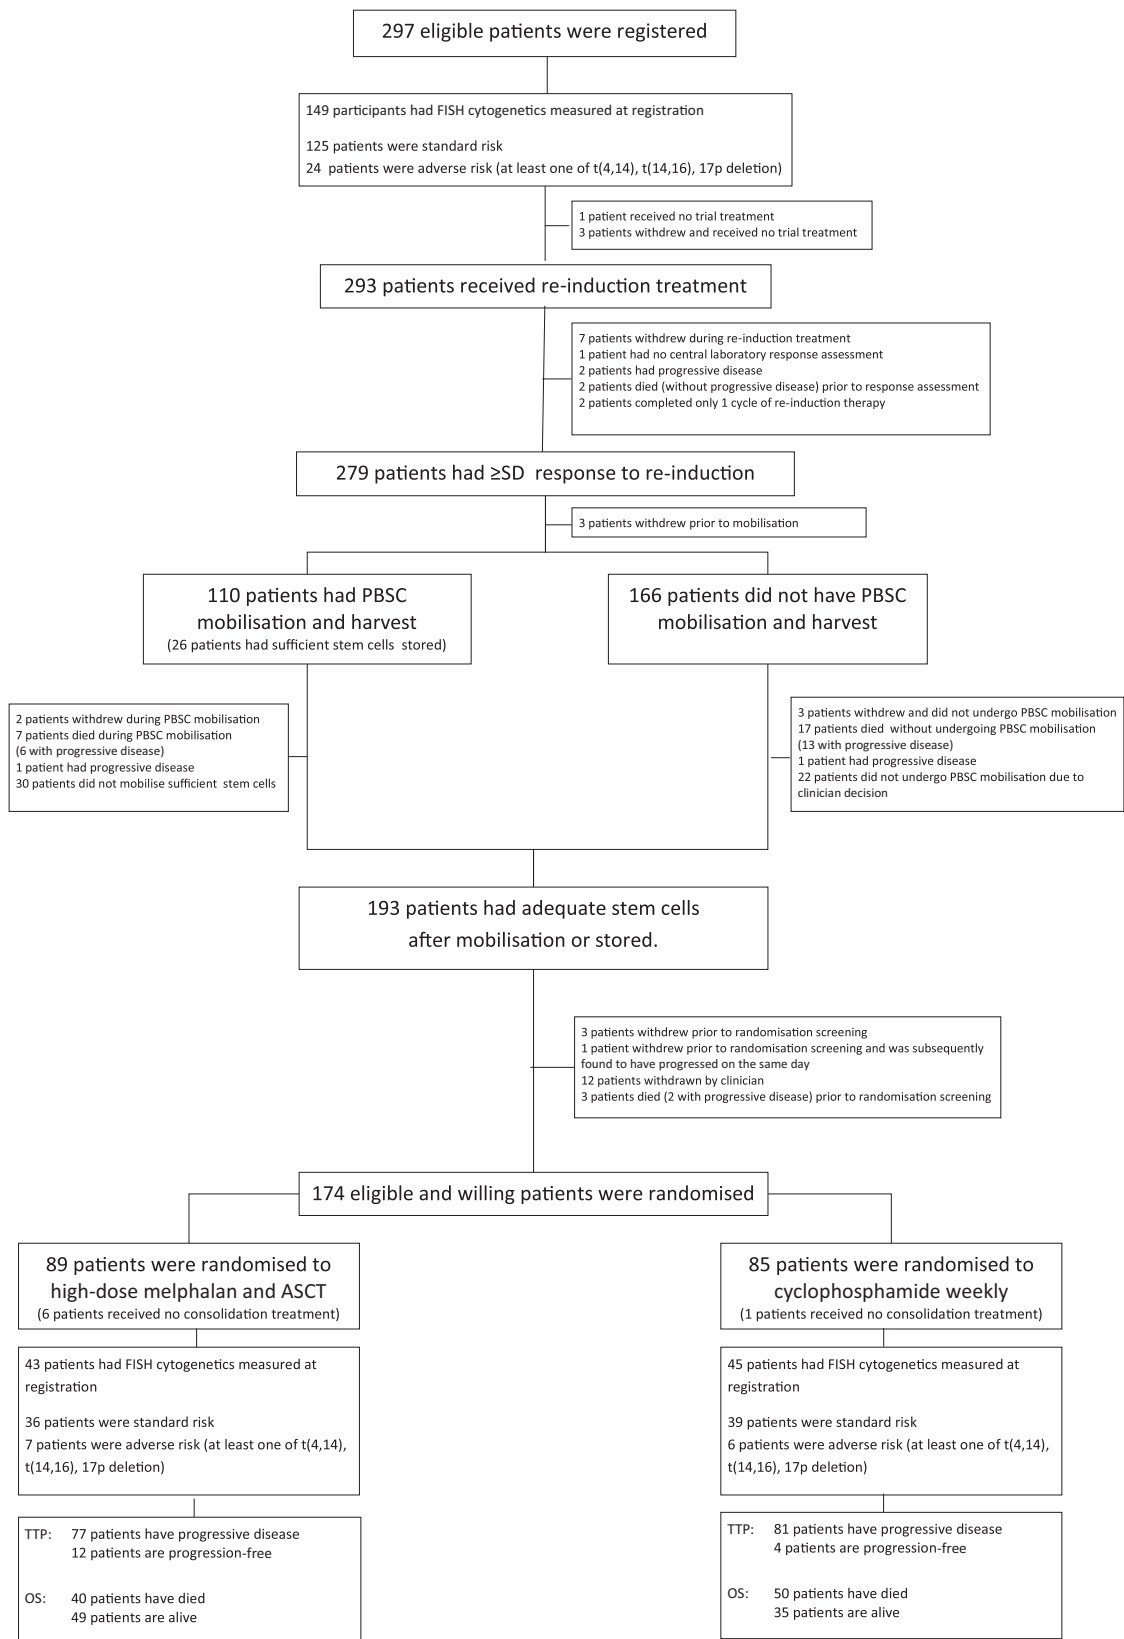 297 eligible patients were registered
149 participants had FISH cytogenetics measured at registration
125 patients were standard risk
24 patients were adverse risk (at least one of t(4,14), t(14,16), 17p deletion)
1 patient received no trial treatment
3 patients withdrew and received no trial treatment
293 patients received re-induction treatment
7 patients withdrew during re-induction treatment
1 patient had no central laboratory response assessment
2 patients had progressive disease
2 patients died (without progressive disease) prior to response assessment
2 patients completed only 1 cycle of re-induction therapy
279 patients had ≥SD response to re-induction
3 patients withdrew prior to mobilisation
110 patients had PBSC
mobilisation and harvest
(26 patients had sufficient stem cells stored)
166 patients did not have PBSC
mobilisation and harvest
2 patients withdrew during PBSC mobilisation
7 patients died during PBSC mobilisation
(6 with progressive disease)
1 patient had progressive disease
30 patients did not mobilise sufficient stem cells
3 patients withdrew and did not undergo PBSC mobilisation
17 patients died without undergoing PBSC mobilisation
(13 with progressive disease)
1 patient had progressive disease
22 patients did not undergo PBSC mobilisation due to
clinician decision
193 patients had adequate stem cells
after mobilisation or stored.
3 patients withdrew prior to randomisation screening
1 patient withdrew prior to randomisation screening and was subsequently
found to have progressed on the same day
12 patients withdrawn by clinician
3 patients died (2 with progressive disease) prior to randomisation screening
174 eligible and willing patients were randomised
89 patients were randomised to
high-dose melphalan and ASCT
(6 patients received no consolidation treatment)
43 patients had FISH cytogenetics measured at
registration
36 patients were standard risk
7 patients were adverse risk (at least one of t(4,14),
t(14,16), 17p deletion)
TTP: 77 patients have progressive disease
12 patients are progression-free
OS: 40 patients have died
49 patients are alive
85 patients were randomised to
cyclophosphamide weekly
(1 patients received no consolidation treatment)
45 patients had FISH cytogenetics measured at
registration
39 patients were standard risk
6 patients were adverse risk (at least one of t(4,14),
t(14,16), 17p deletion)
TTP: 81 patients have progressive disease
4 patients are progression-free
OS: 50 patients have died
35 patients are alive